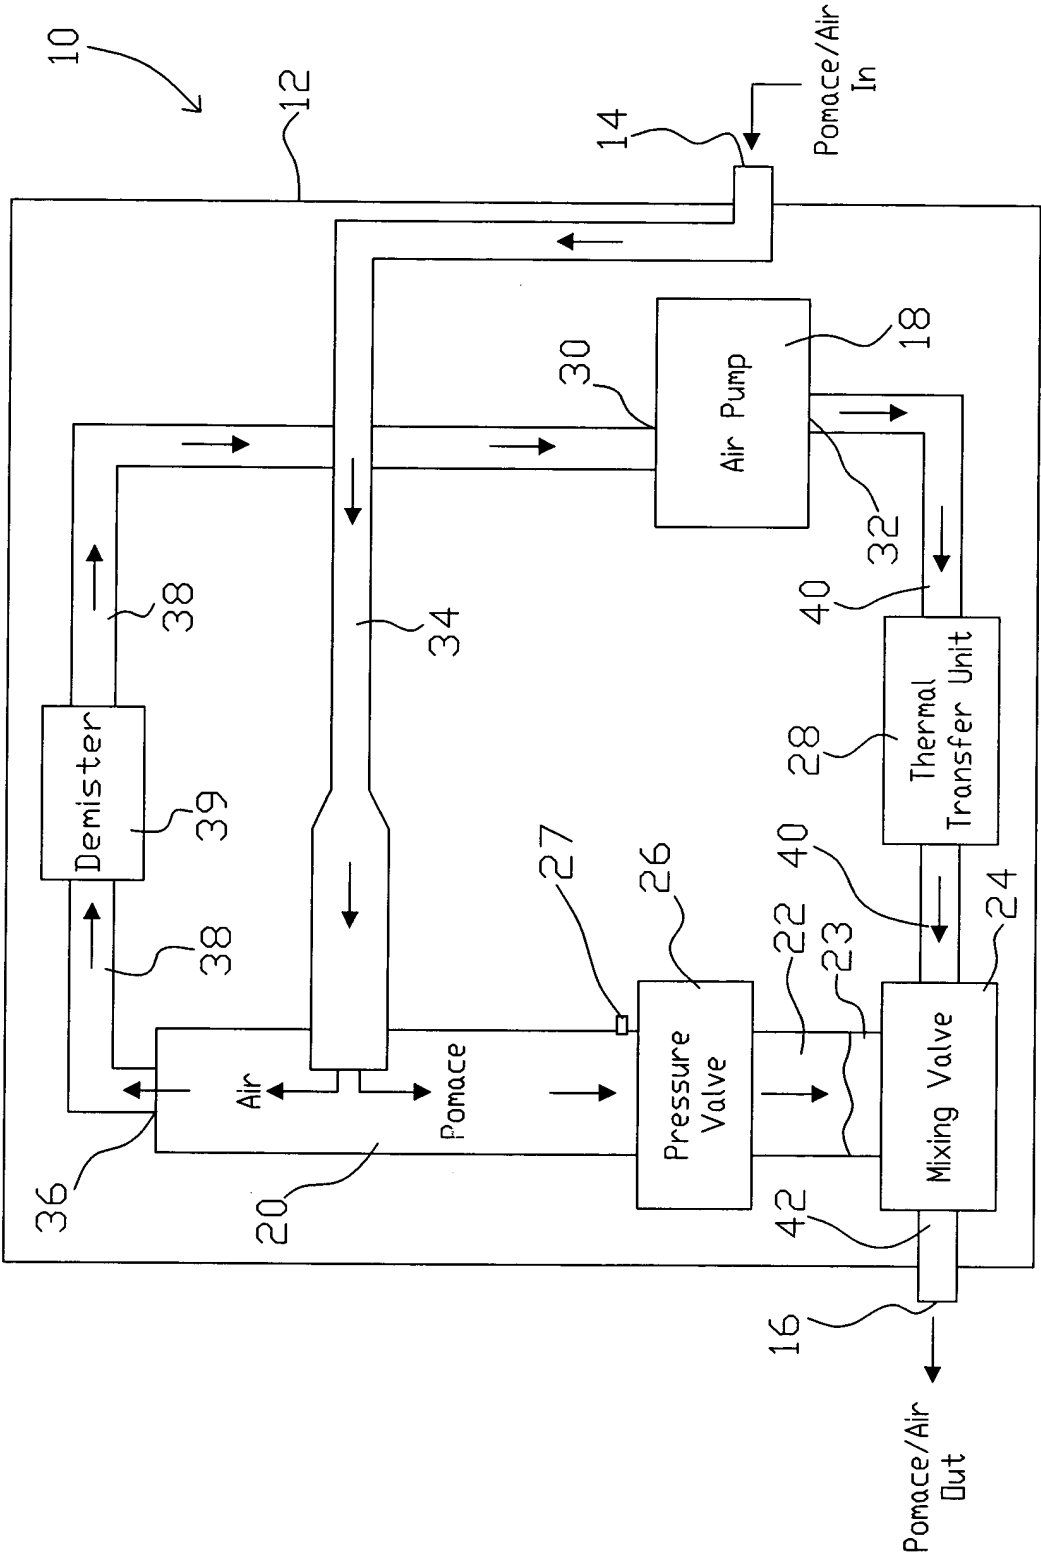 10
12
14
Pomace/Air
In
30
Air Pump
18
32
38
34
40
Demister
39
28
Thermal
Transfer Unit
27
26
40
38
22
23
24
Air
Pomace
Pressure
Valve
Mixing Valve
36
20
42
16
Pomace/Air
Out